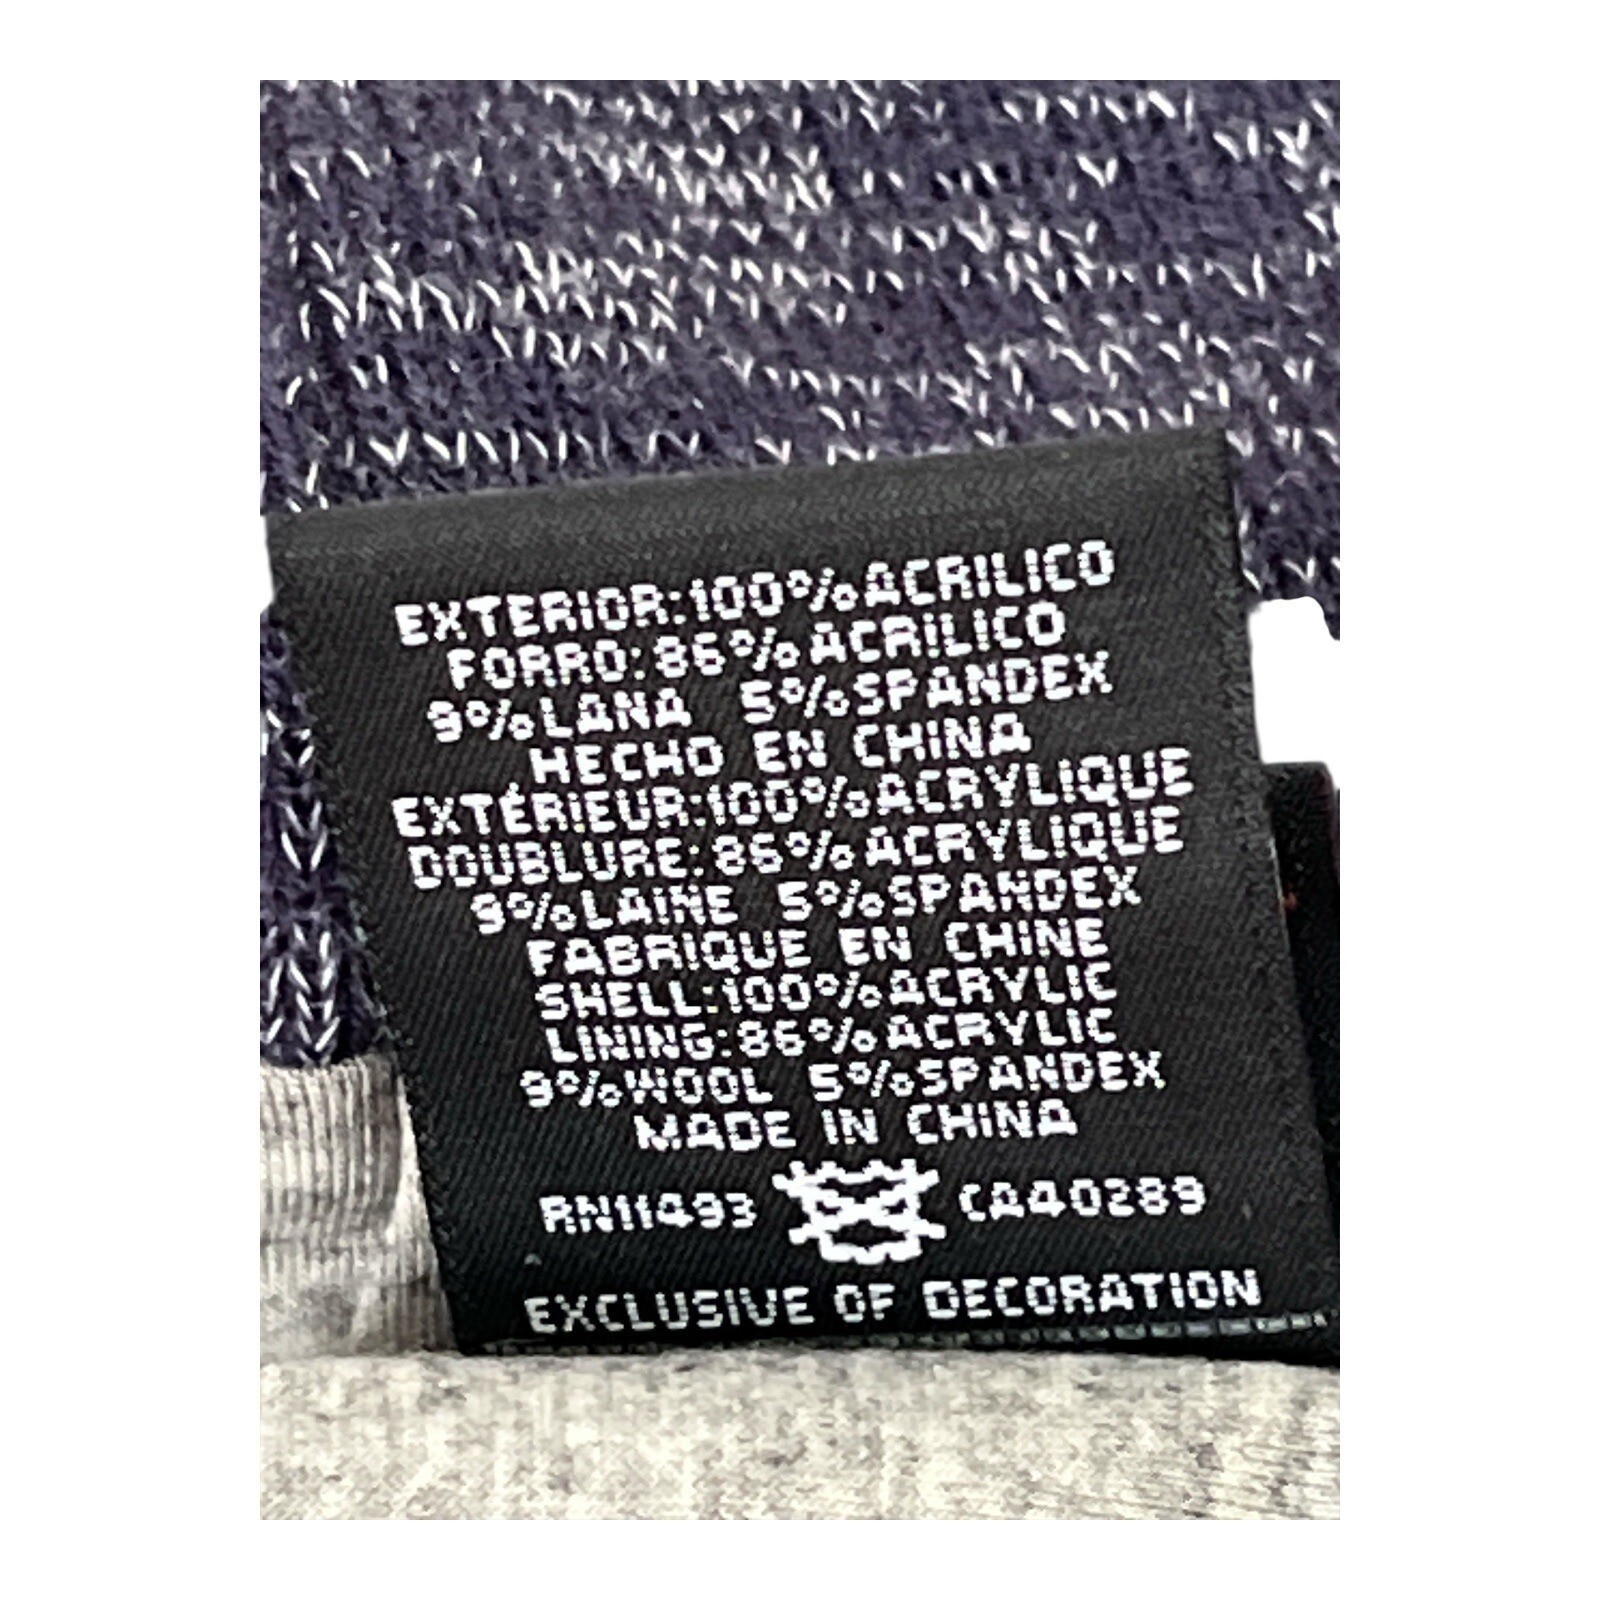 EXTERIOR:100%ACRILICO
FORRO:86%ACRILICO
9%LANA 5%SPANDEX
HECHO EN CHINA
EXTÉRIEUR:100%ACRYLIQUE
DOUBLURE:86%ACRYLIQUE
9%LAINE 5%SPANDEX
FABRIQUE EN CHINE
SHELL:100%ACRYLIC
LINING:86%ACRYLIC
9%WOOL 5%SPANDEX
MADE IN CHINA
RN11493 CA40289
EXCLUSIVE OF DECORATION